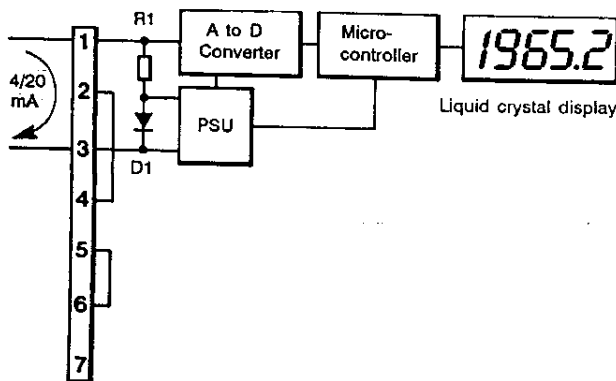 R1
A to D
Converter
Micro-
controller
1965.2
Liquid crystal display
4/20
mA
PSU
D1
1
2
3
4
5
6
7